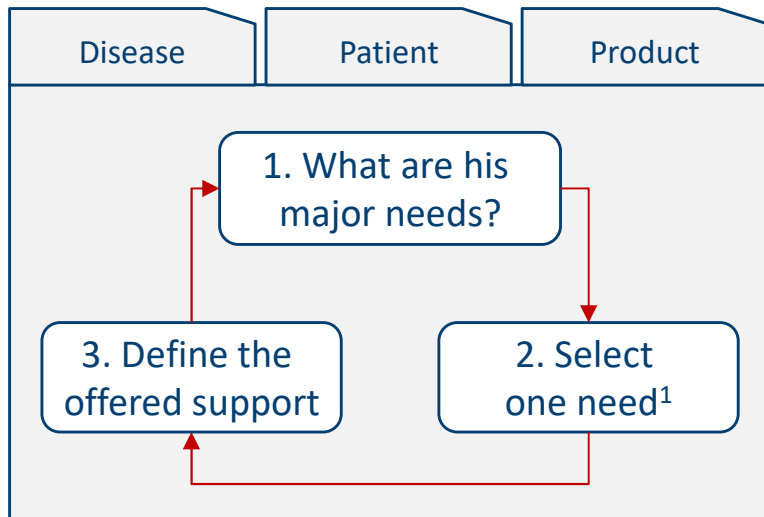 Disease
Patient
Product
1. What are his
major needs?
3. Define the
offered support
2. Select
one need¹